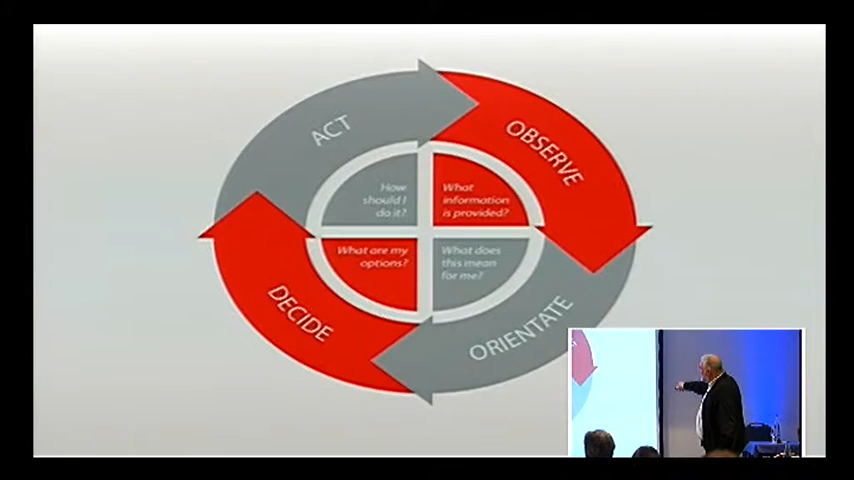 ACT
OBSERVE
How
should I
do it?
What
information
is provided?
What are my
options?
What does
this mean
for me?
DECIDE
ORIENTATE